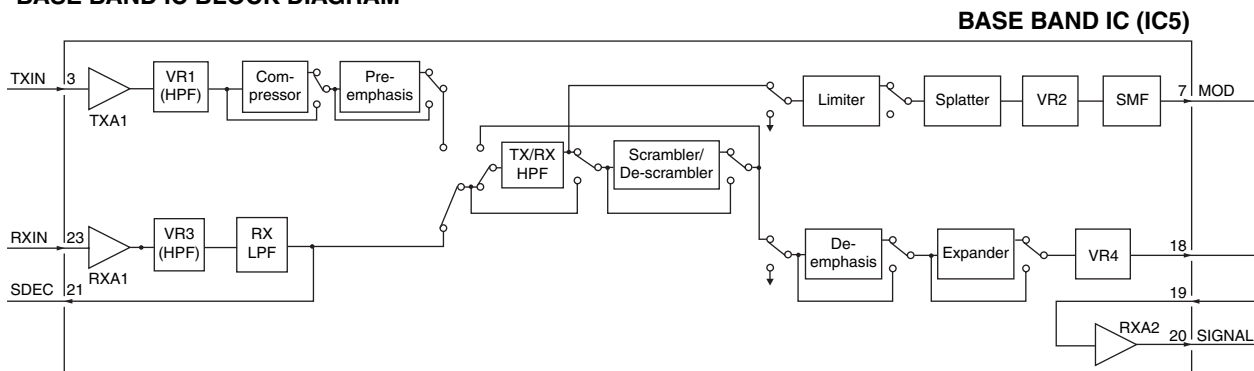 BASE BAND IC BLOCK DIAGRAM
BASE BAND IC (IC5)
TXIN 3
TXA1
VR1
(HPF)
Com-
pressor
Pre-
emphasis
Limiter
Splatter
VR2
SMF
7 MOD
TX/RX
HPF
Scrambler/
De-scrambler
RXIN 23
RXA1
VR3
(HPF)
RX
LPF
SDEC 21
De-
emphasis
Expander
VR4
18
19
RXA2
20 SIGNAL